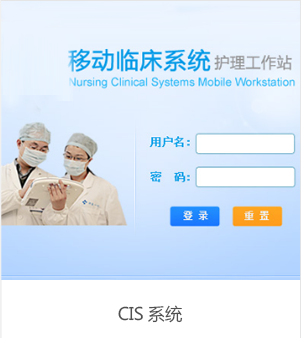 移动临床系统 护理工作站
Nursing Clinical Systems Mobile Workstation
用户名：
密 码：
登 录 重 置
CIS 系统